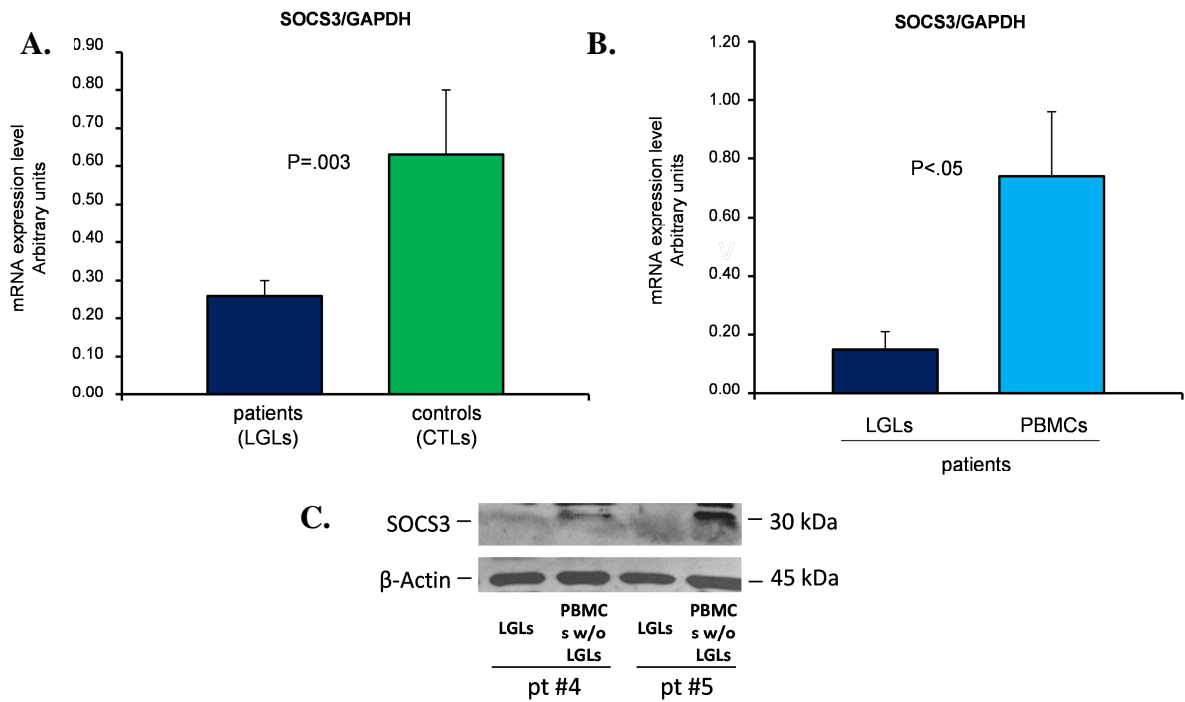 SOCS3/GAPDH
A.
0.90
0.80
0.70
0.60
0.50
0.40
0.30
0.20
0.10
0.00
mRNA expression level
Arbitrary units
P=.003
patients
(LGLs)
controls
(CTLs)
SOCS3/GAPDH
B.
1.20
1.00
0.80
0.60
0.40
0.20
0.00
mRNA expression level
Arbitrary units
P<.05
V
LGLs
PBMCs
patients
C.
SOCS3
30 kDa
β-Actin
45 kDa
LGLs
PBMC
s w/o
LGLs
LGLs
PBMC
s w/o
LGLs
pt #4
pt #5